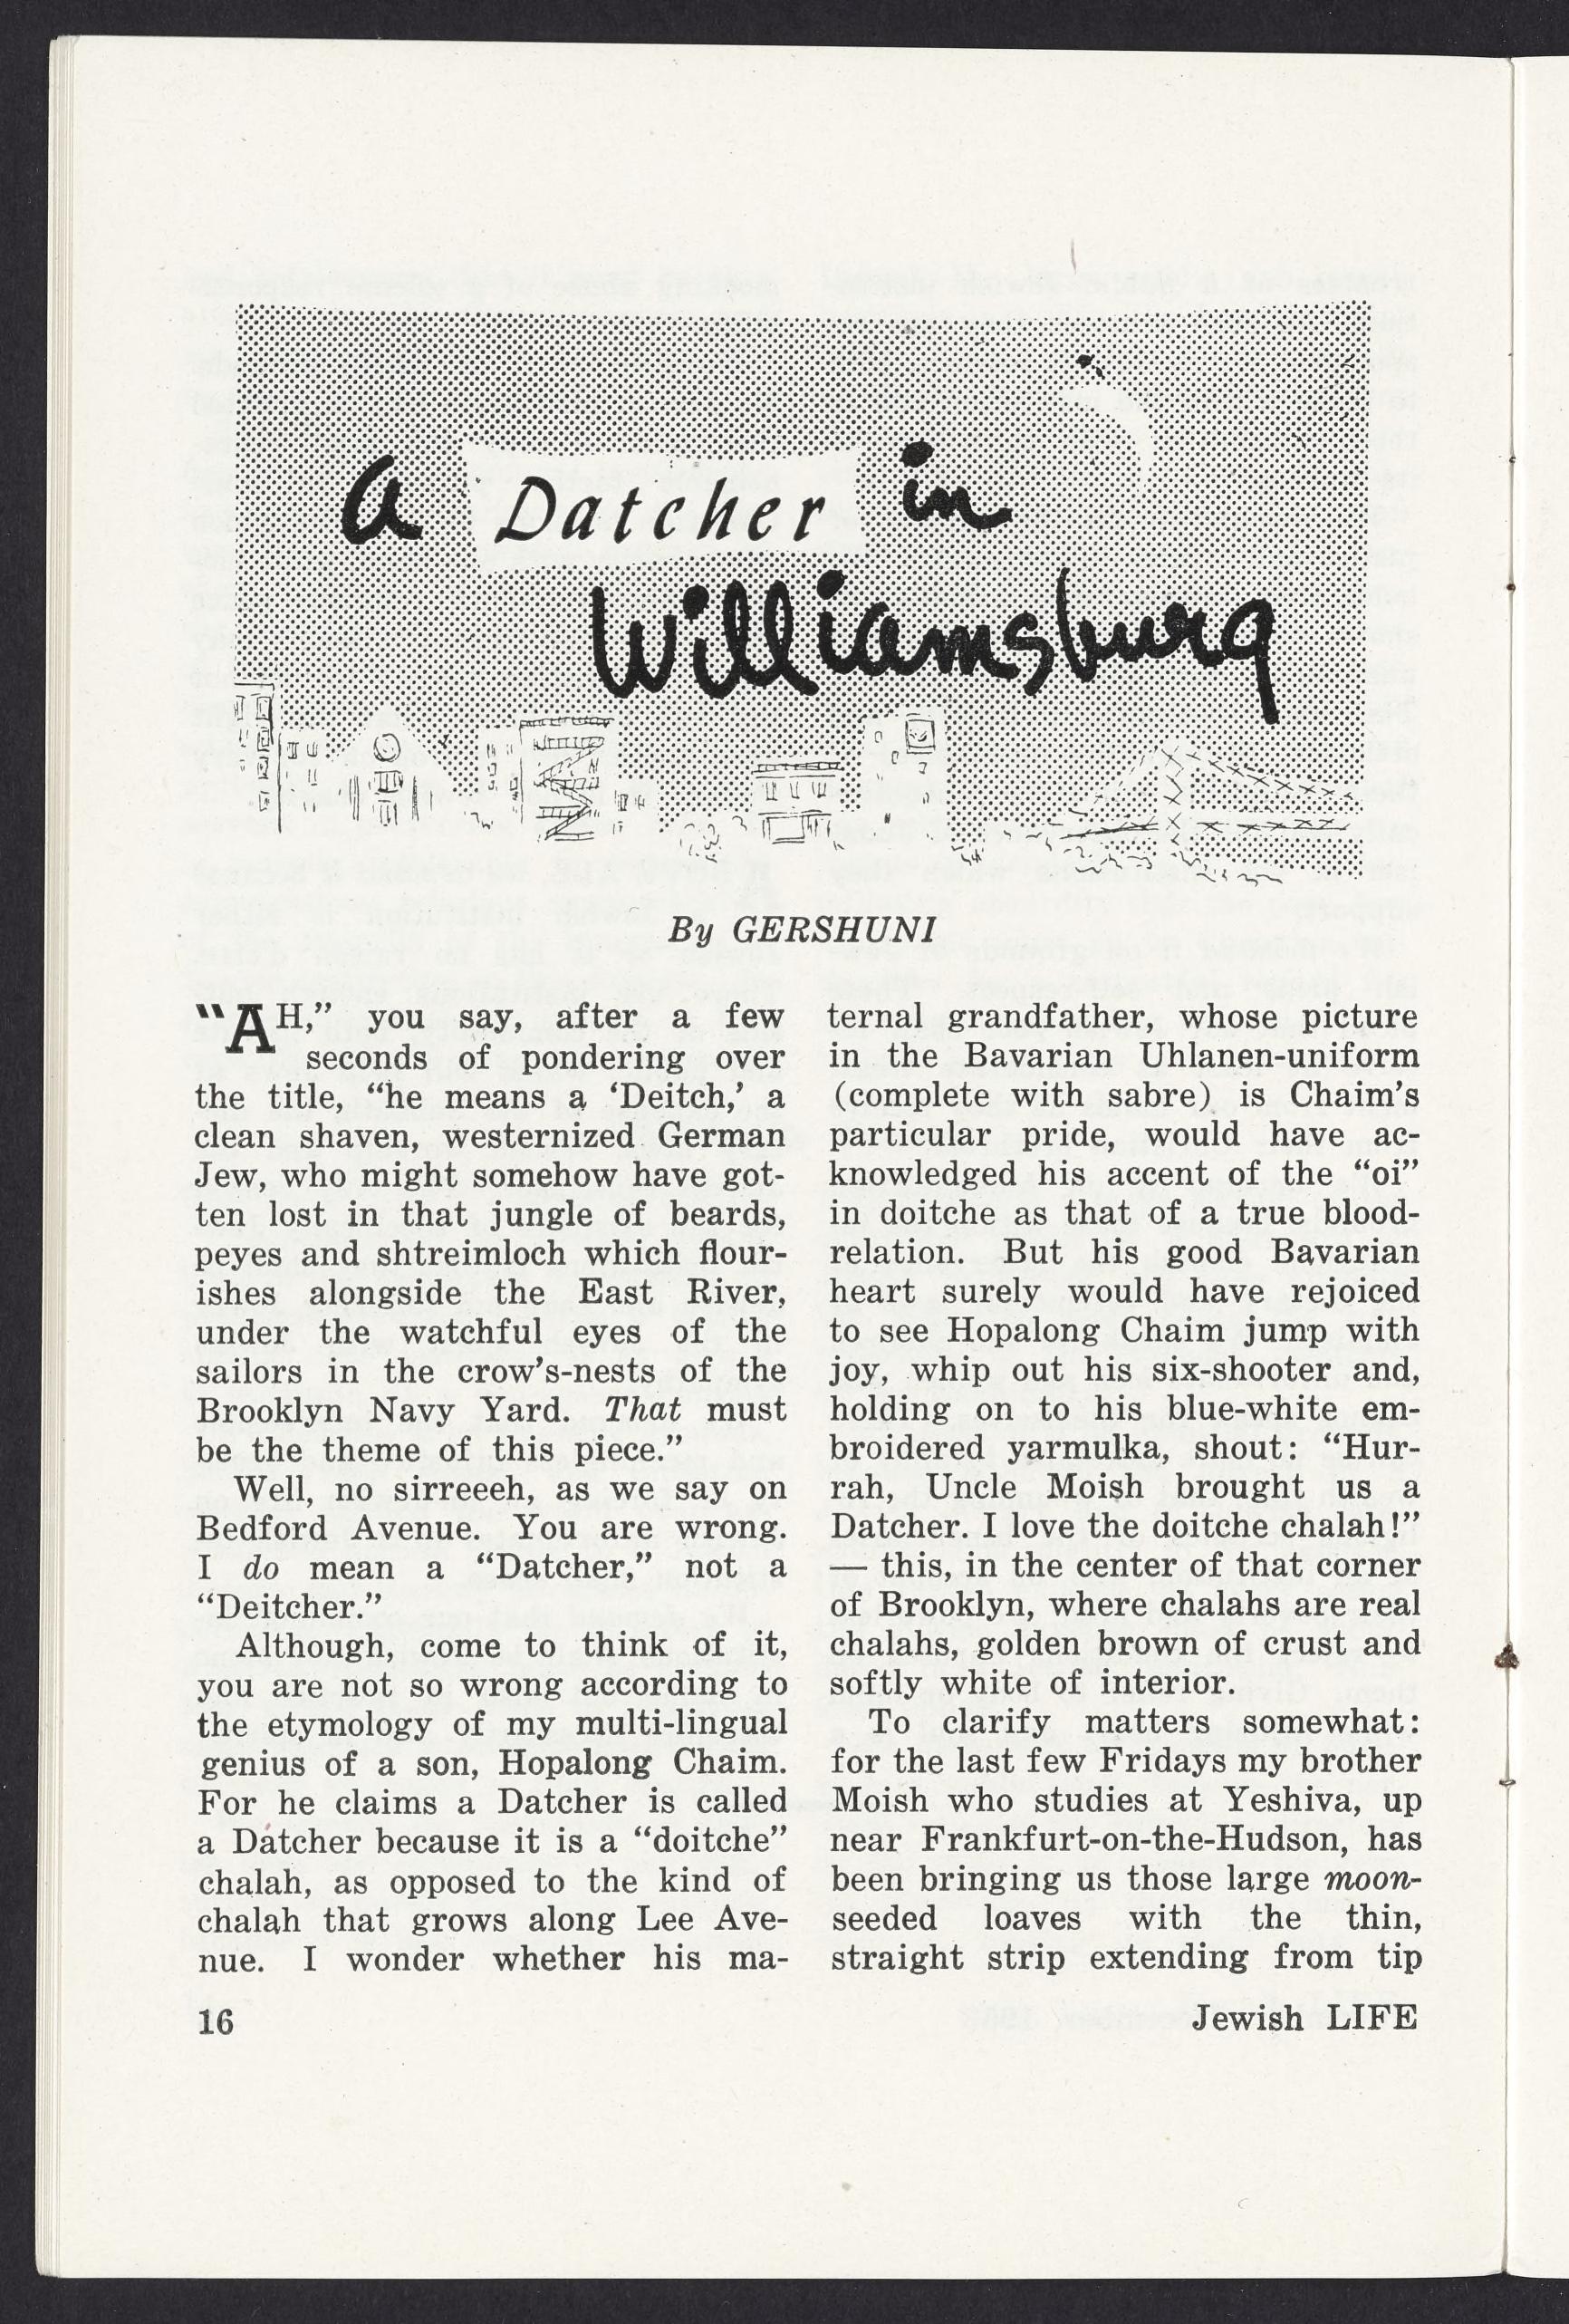 a Datcher in
Williamsburg
By GERSHUNI
“AH,” you say, after a few
seconds of pondering over
the title, “he means a ‘Deitch,’ a
clean shaven, westernized German
Jew, who might somehow have got-
ten lost in that jungle of beards,
peyes and shtreimloch which flour-
ishes alongside the East River,
under the watchful eyes of the
sailors in the crow’s-nests of the
Brooklyn Navy Yard. That must
be the theme of this piece.”
Well, no sirreeeh, as we say on
Bedford Avenue. You are wrong.
I do mean a “Datcher,” not a
“Deitcher.”
Although, come to think of it,
you are not so wrong according to
the etymology of my multi-lingual
genius of a son, Hopalong Chaim.
For he claims a Datcher is called
a Datcher because it is a “doitche”
chalah, as opposed to the kind of
chalah that grows along Lee Ave-
nue. I wonder whether his ma-
ternal grandfather, whose picture
in the Bavarian Uhlanen-uniform
(complete with sabre) is Chaim’s
particular pride, would have ac-
knowledged his accent of the “oi”
in doitche as that of a true blood-
relation. But his good Bavarian
heart surely would have rejoiced
to see Hopalong Chaim jump with
joy, whip out his six-shooter and,
holding on to his blue-white em-
broidered yarmulka, shout: “Hur-
rah, Uncle Moish brought us a
Datcher. I love the doitche chalah!”
— this, in the center of that corner
of Brooklyn, where chalahs are real
chalahs, golden brown of crust and
softly white of interior.
To clarify matters somewhat:
for the last few Fridays my brother
Moish who studies at Yeshiva, up
near Frankfurt-on-the-Hudson, has
been bringing us those large moon-
seeded loaves with the thin,
straight strip extending from tip
16
Jewish LIFE